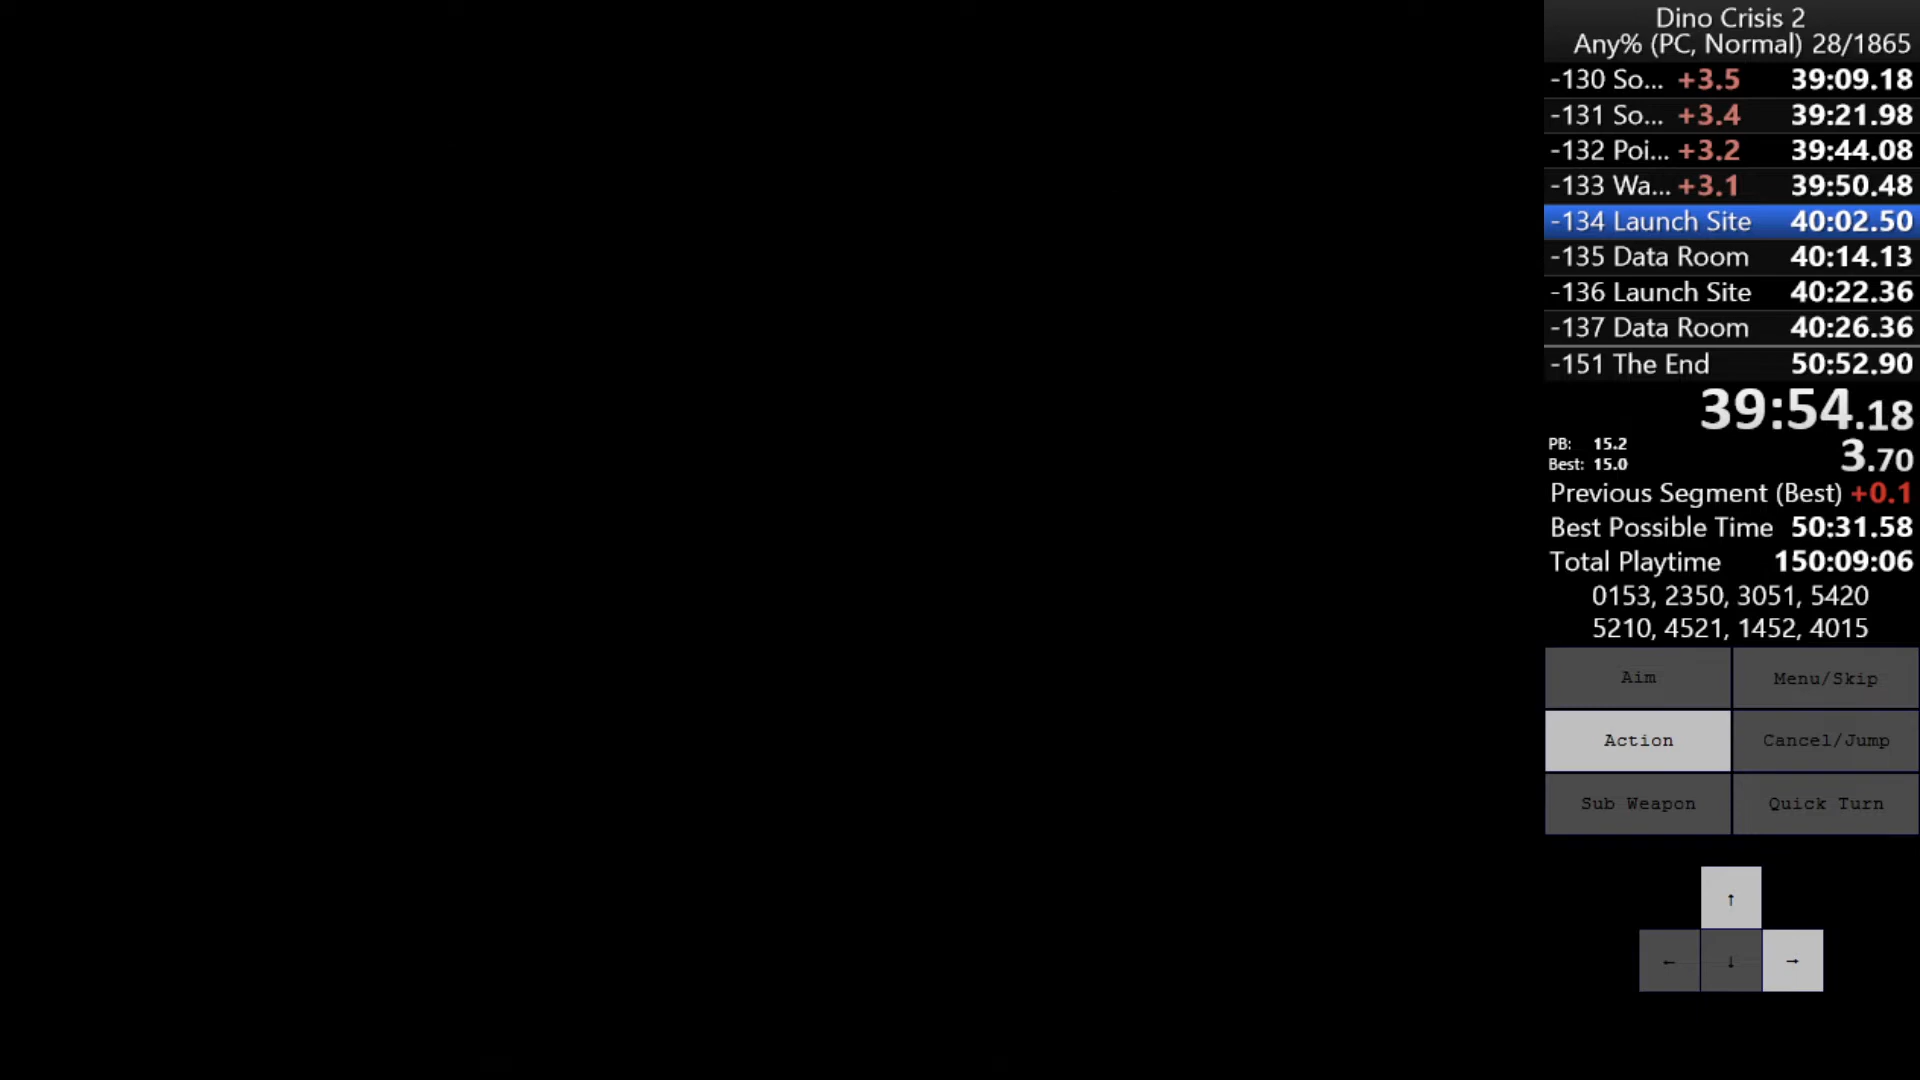 Dino Crisis 2
Any% (PC, Normal) 28/1865
-130 So... +3.5 39:09.18
-131 So... +3.4 39:21.98
-132 Poi... +3.2 39:44.08
-133 Wa... +3.1 39:50.48
-134 Launch Site 40:02.50
-135 Data Room 40:14.13
-136 Launch Site 40:22.36
-137 Data Room 40:26.36
-151 The End 50:52.90
39:54.18
PB: 15.2
Best: 15.0
3.70
Previous Segment (Best) +0.1
Best Possible Time 50:31.58
Total Playtime 150:09:06
0153, 2350, 3051, 5420
5210, 4521, 1452, 4015
Aim Menu/Skip
Action Cancel/Jump
Sub Weapon Quick Turn
↑
← ↓ →